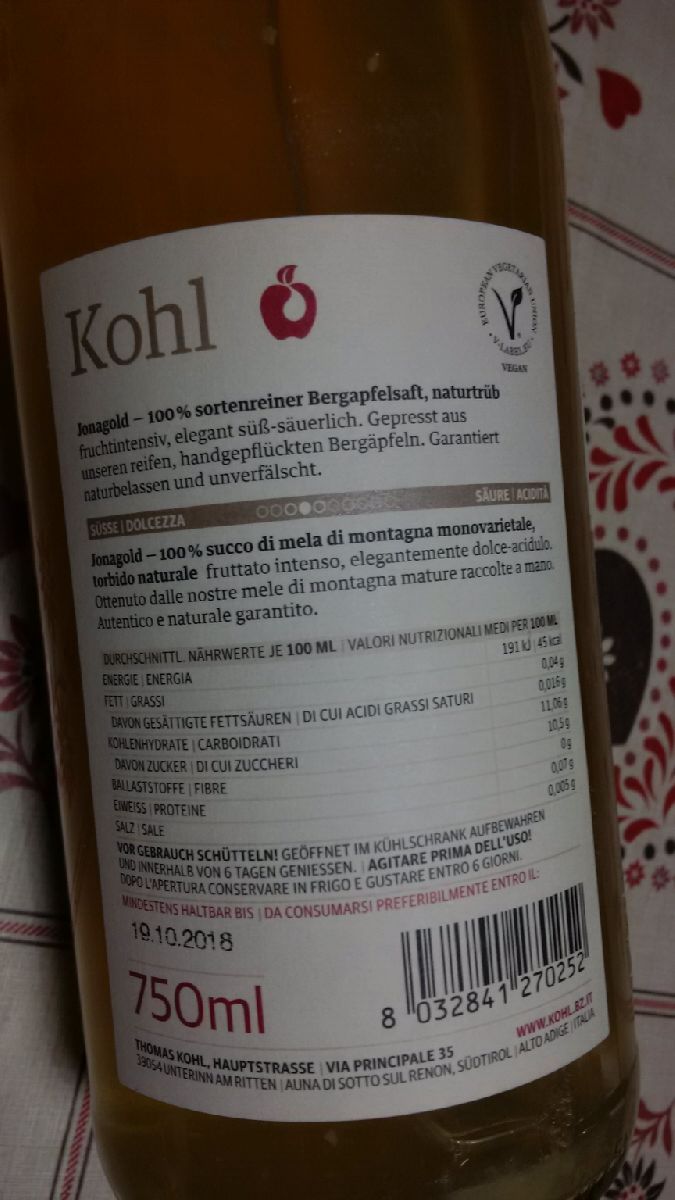 Kohl
EUROPEAN VEGETARIAN UNION
• V-LABEL.EU •
VEGAN
Jonagold – 100 % sortenreiner Bergapfelsaft, naturtrüb
fruchtintensiv, elegant süß-säuerlich. Gepresst aus
unseren reifen, handgepflückten Bergäpfeln. Garantiert
naturbelassen und unverfälscht.
SÜSSE | DOLCEZZA SÄURE | ACIDITÀ
Jonagold – 100 % succo di mela di montagna monovarietale,
torbido naturale fruttato intenso, elegantemente dolce-acidulo.
Ottenuto dalle nostre mele di montagna mature raccolte a mano.
Autentico e naturale garantito.
DURCHSCHNITTL. NÄHRWERTE JE 100 ML | VALORI NUTRIZIONALI MEDI PER 100 ML
ENERGIE | ENERGIA 191 kJ | 45 kcal
FETT | GRASSI 0,04 g
DAVON GESÄTTIGTE FETTSÄUREN | DI CUI ACIDI GRASSI SATURI 0,016 g
KOHLENHYDRATE | CARBOIDRATI 11,06 g
DAVON ZUCKER | DI CUI ZUCCHERI 10,5 g
BALLASTSTOFFE | FIBRE 0 g
EIWEISS | PROTEINE 0,07 g
SALZ | SALE 0,005 g
VOR GEBRAUCH SCHÜTTELN! GEÖFFNET IM KÜHLSCHRANK AUFBEWAHREN
UND INNERHALB VON 6 TAGEN GENIESSEN. | AGITARE PRIMA DELL'USO!
DOPO L'APERTURA CONSERVARE IN FRIGO E GUSTARE ENTRO 6 GIORNI.
MINDESTENS HALTBAR BIS | DA CONSUMARSI PREFERIBILMENTE ENTRO IL:
19.10.2018
750ml
8 032841 270252
WWW.KOHL.BZ.IT
THOMAS KOHL, HAUPTSTRASSE | VIA PRINCIPALE 35
39054 UNTERINN AM RITTEN | AUNA DI SOTTO SUL RENON, SÜDTIROL | ALTO ADIGE | ITALIA